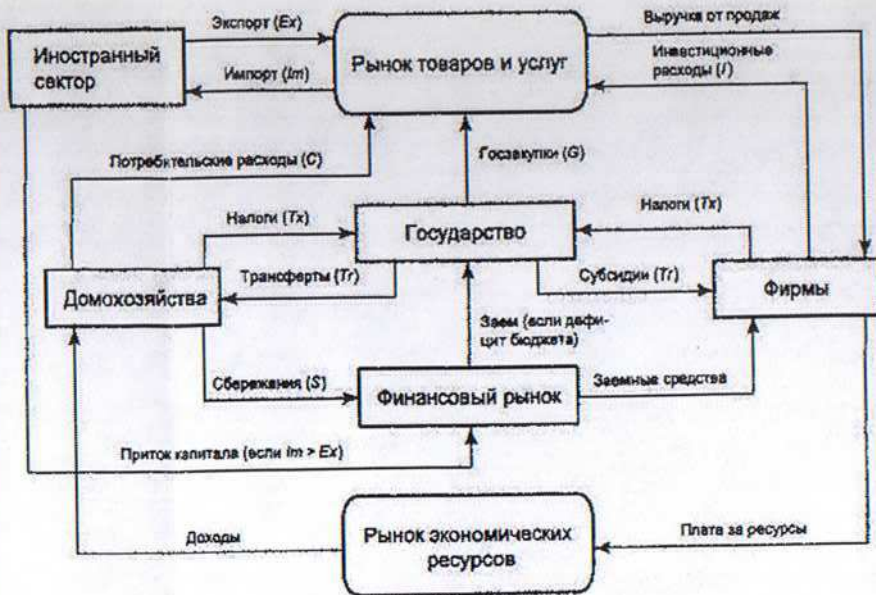 Экспорт (Ex)
Выручка от продаж
Иностранный
сектор
Рынок товаров и услуг
Инвестиционные
расходы (I)
Импорт (Im)
Потребительские расходы (C)
Госзакупки (G)
Налоги (Tx)
Государство
Налоги (Tx)
Домохозяйства
Трансферты (Tr)
Субсидии (Tr)
Фирмы
Заем (если дефи-
цит бюджета)
Сбережения (S)
Финансовый рынок
Заемные средства
Приток капитала (если Im > Ex)
Доходы
Рынок экономических
ресурсов
Плата за ресурсы